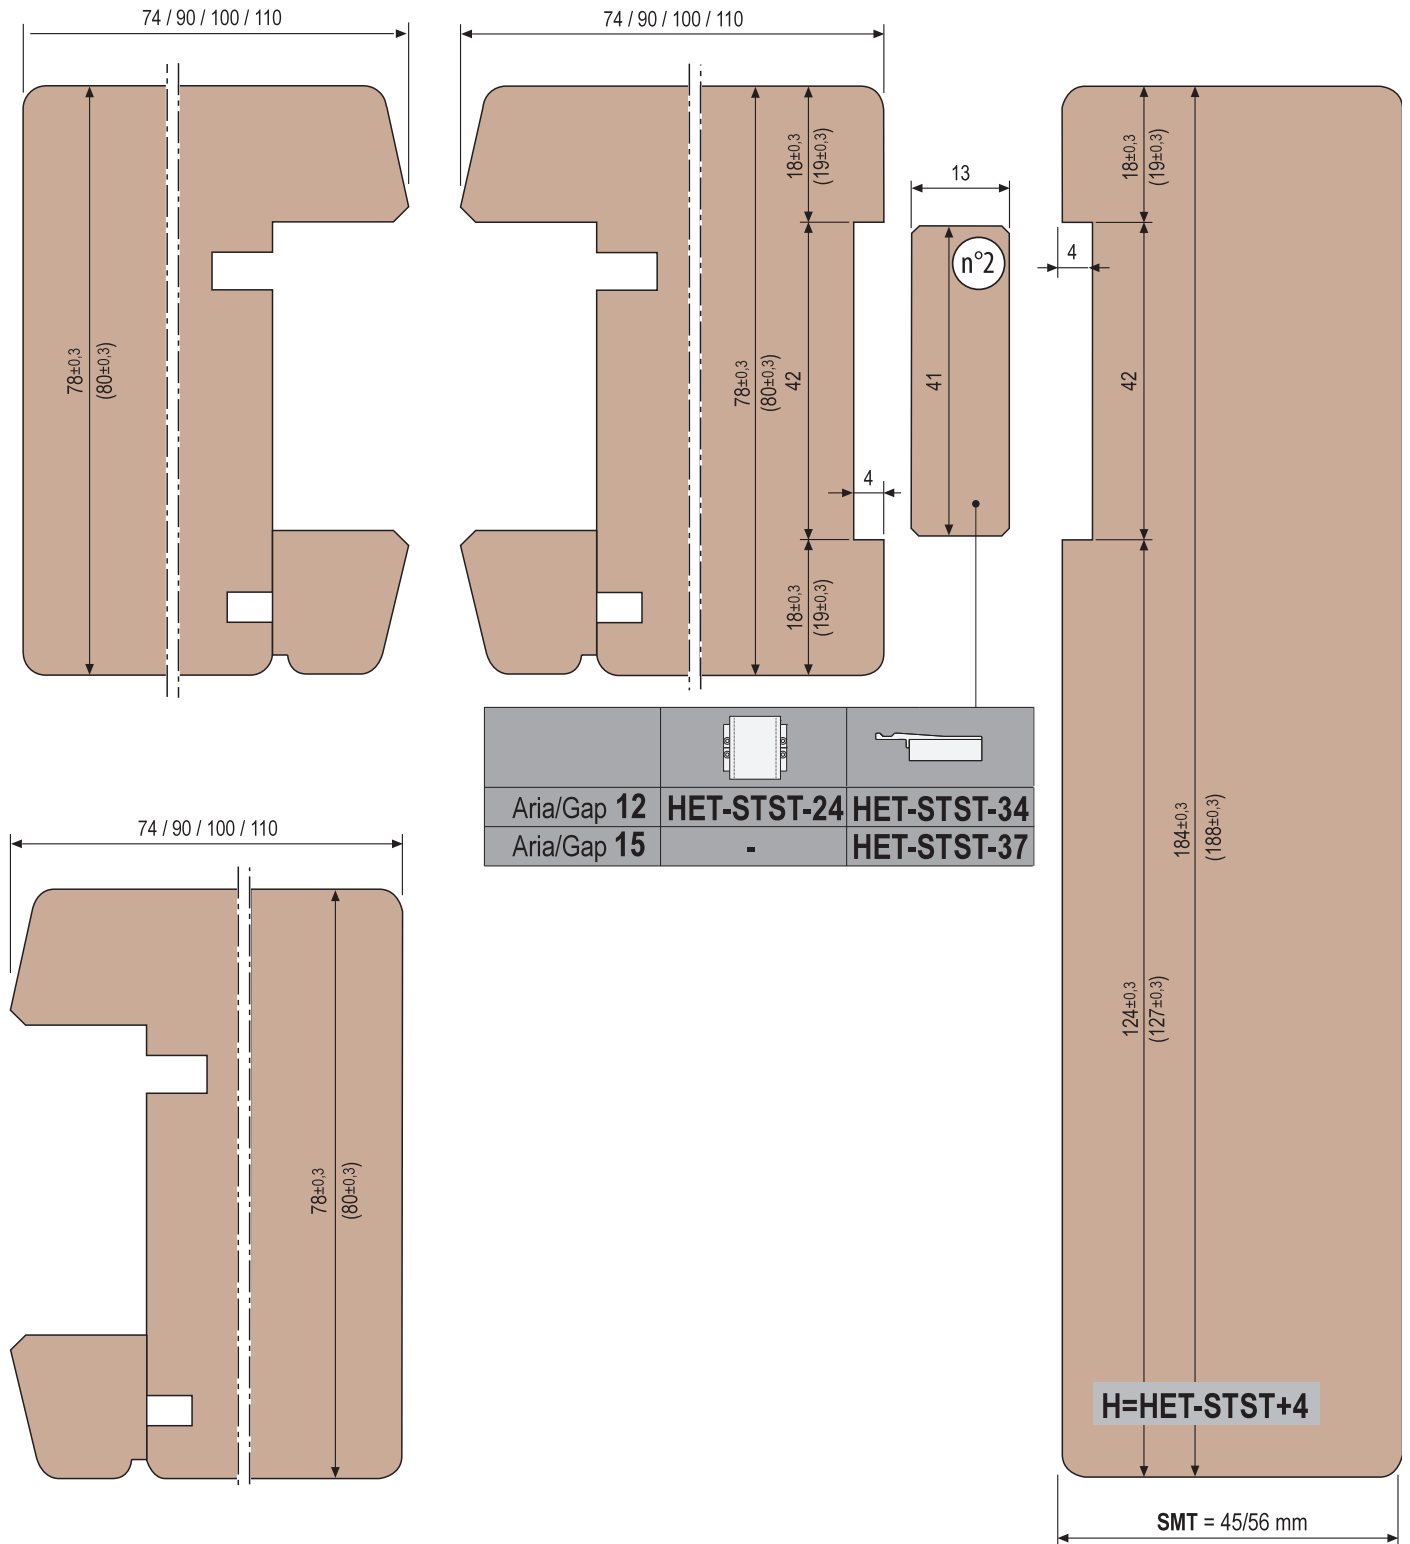 74 / 90 / 100 / 110
74 / 90 / 100 / 110
78±0,3
(80±0,3)
78±0,3
(80±0,3)
18±0,3
(19±0,3)
42
4
18±0,3
(19±0,3)
13
n°2
41
18±0,3
(19±0,3)
4
42
184±0,3
(188±0,3)
124±0,3
(127±0,3)
Aria/Gap 12 HET-STST-24 HET-STST-34
Aria/Gap 15 - HET-STST-37
74 / 90 / 100 / 110
78±0,3
(80±0,3)
H=HET-STST+4
SMT = 45/56 mm